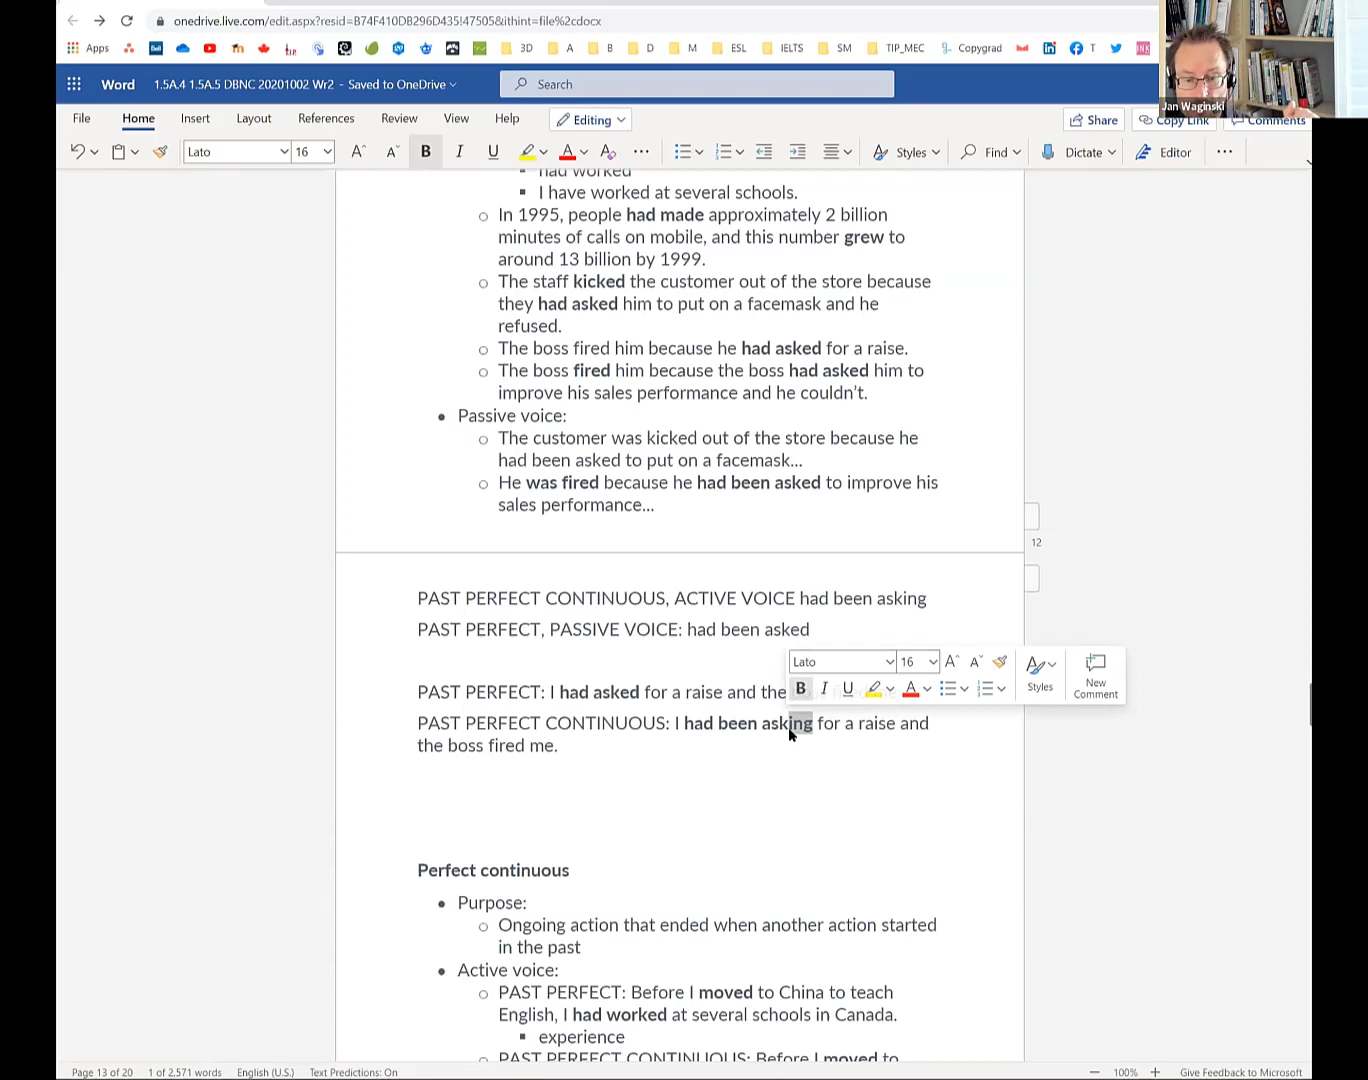 onedrive.live.com/edit.aspx?resid=B74F410DB296D435!47505&ithint=file%2cdocx
Apps 3D A B D M ESL IELTS SM TIP_MEC Copygrad T
Word 1.5A.4 1.5A.5 DBNC 20201002 Wr2 - Saved to OneDrive Search
Jan Waginski
File Home Insert Layout References Review View Help Editing Share Copy Link Comments
Lato 16 A A B I U A A Styles Find Dictate Editor
had worked
I have worked at several schools.
In 1995, people had made approximately 2 billion
minutes of calls on mobile, and this number grew to
around 13 billion by 1999.
The staff kicked the customer out of the store because
they had asked him to put on a facemask and he
refused.
The boss fired him because he had asked for a raise.
The boss fired him because the boss had asked him to
improve his sales performance and he couldn't.
Passive voice:
The customer was kicked out of the store because he
had been asked to put on a facemask...
He was fired because he had been asked to improve his
sales performance...
12
PAST PERFECT CONTINUOUS, ACTIVE VOICE had been asking
PAST PERFECT, PASSIVE VOICE: had been asked
Lato 16 A A
B I U A Styles New
Comment
PAST PERFECT: I had asked for a raise and the
PAST PERFECT CONTINUOUS: I had been asking for a raise and
the boss fired me.
Perfect continuous
Purpose:
Ongoing action that ended when another action started
in the past
Active voice:
PAST PERFECT: Before I moved to China to teach
English, I had worked at several schools in Canada.
experience
PAST PERFECT CONTINUOUS: Before I moved to
Page 13 of 20 1 of 2,571 words English (U.S.) Text Predictions: On 100% Give Feedback to Microsoft